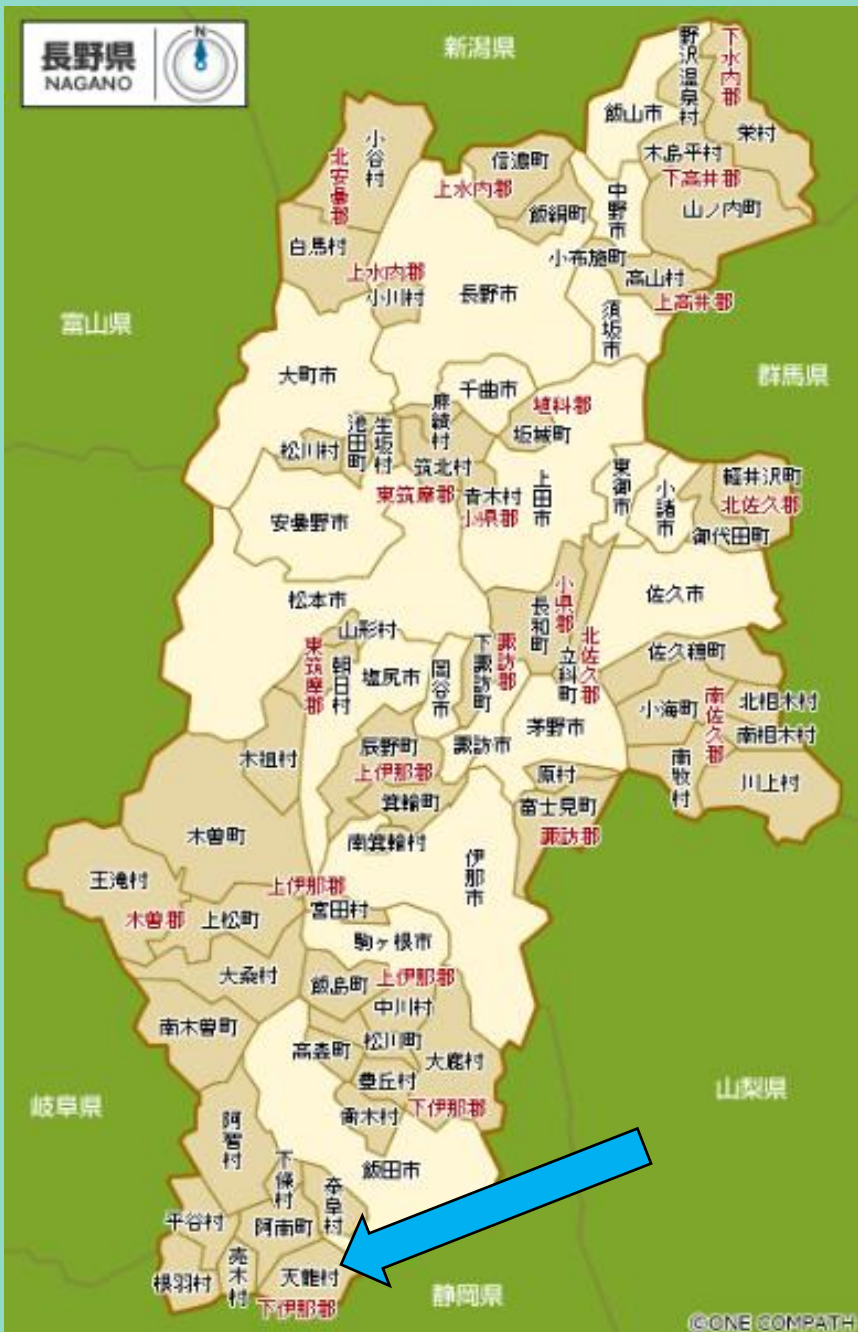 長野県
NAGANO
N
新潟県
下水内郡
野沢温泉村
飯山市
栄村
小谷村
北安曇郡
信濃町
木島平村
下高井郡
上水内郡
中野市
山ノ内町
飯綱町
白馬村
小布施町
上水内郡
高山村
小川村
長野市
上高井郡
須坂市
富山県
大町市
群馬県
千曲市
麻績村
埴科郡
坂城町
池田町
生坂村
松川村
筑北村
東御市
小諸市
軽井沢町
上田市
東筑摩郡
青木村
北佐久郡
小県郡
安曇野市
御代田町
松本市
小県郡
佐久市
長和町
山形村
東筑摩郡
朝日村
下諏訪町
諏訪郡
立科町
北佐久郡
佐久穂町
塩尻市
岡谷市
小海町
南佐久郡
北相木村
茅野市
南相木村
辰野町
諏訪市
木祖村
上伊那郡
南牧村
原村
川上村
箕輪町
富士見町
木曽町
南箕輪村
諏訪郡
伊那市
王滝村
上伊那郡
宮田村
木曽郡
上松町
駒ヶ根市
大桑村
飯島町
上伊那郡
中川村
南木曽町
高森町
松川町
大鹿村
豊丘村
岐阜県
山梨県
喬木村
下伊那郡
阿智村
下條村
飯田市
泰阜村
平谷村
阿南町
売木村
根羽村
天龍村
下伊那郡
静岡県
©ONE COMPATH